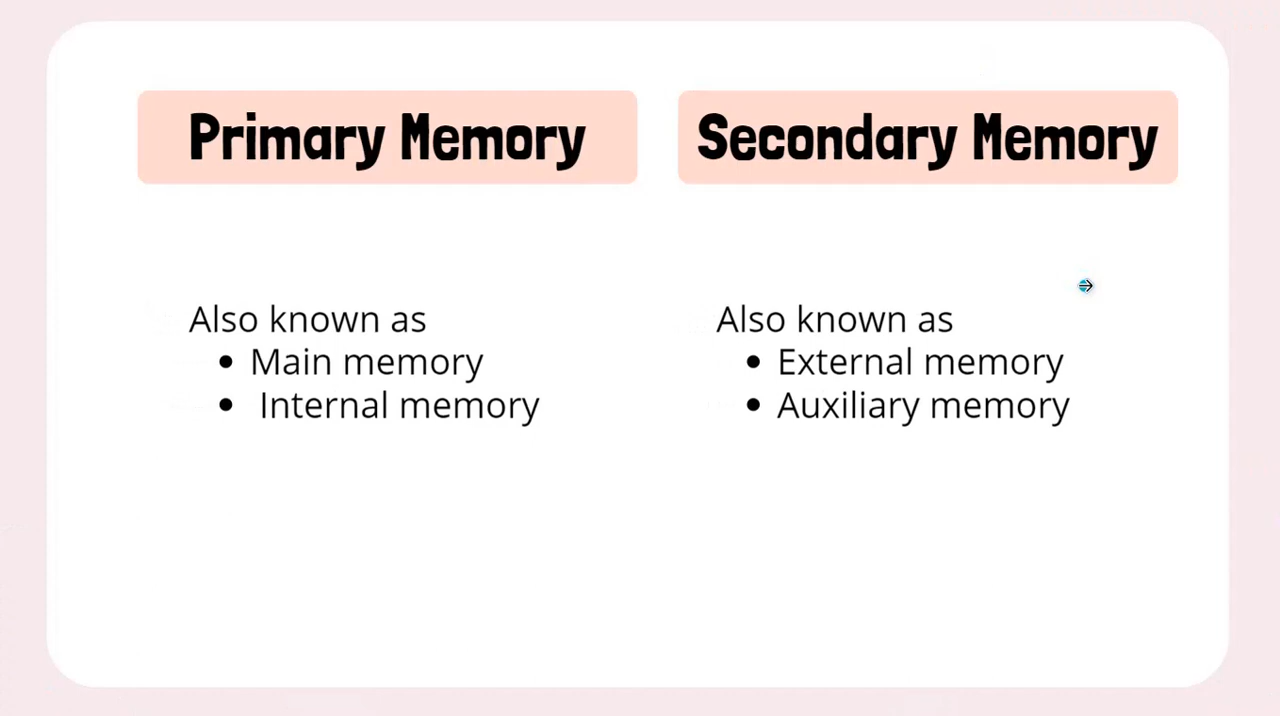 Primary Memory
Secondary Memory
Also known as
• Main memory
• Internal memory
Also known as
• External memory
• Auxiliary memory